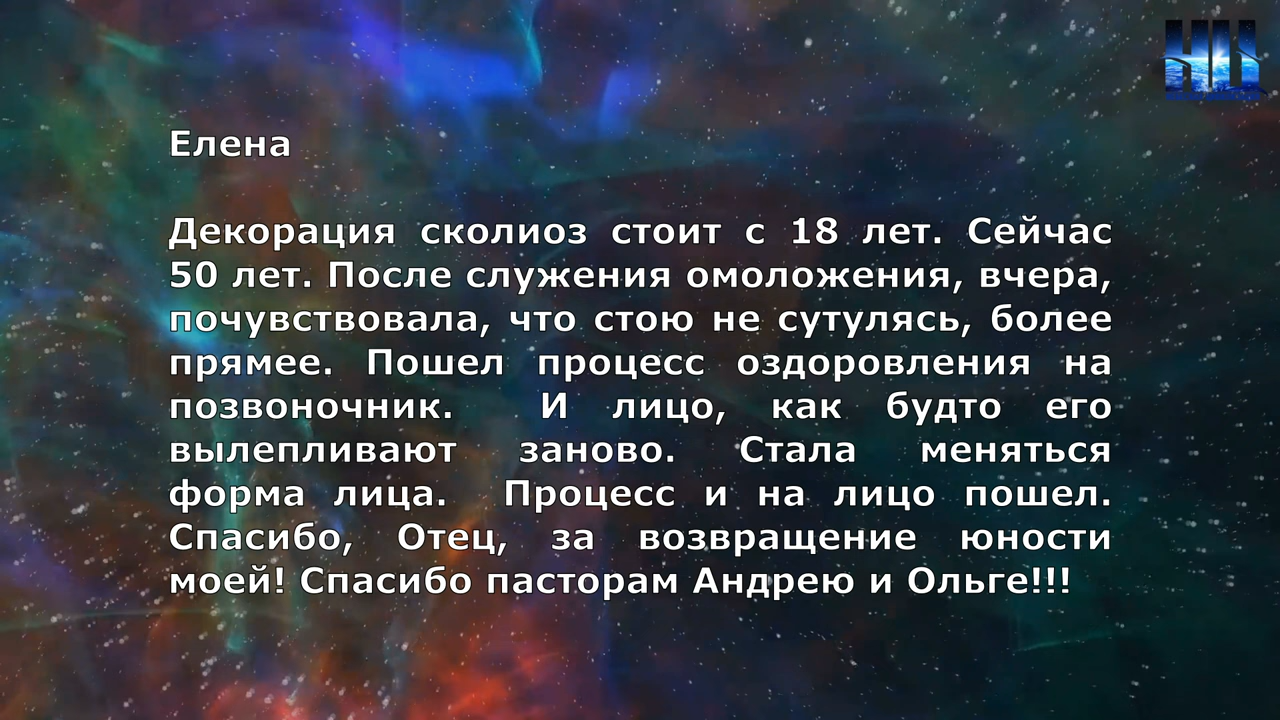 НЦ
Елена
Декорация сколиоз стоит с 18 лет. Сейчас
50 лет. После служения омоложения, вчера,
почувствовала, что стою не сутулясь, более
прямее. Пошел процесс оздоровления на
позвоночник. И лицо, как будто его
вылепливают заново. Стала меняться
форма лица. Процесс и на лицо пошел.
Спасибо, Отец, за возвращение юности
моей! Спасибо пасторам Андрею и Ольге!!!